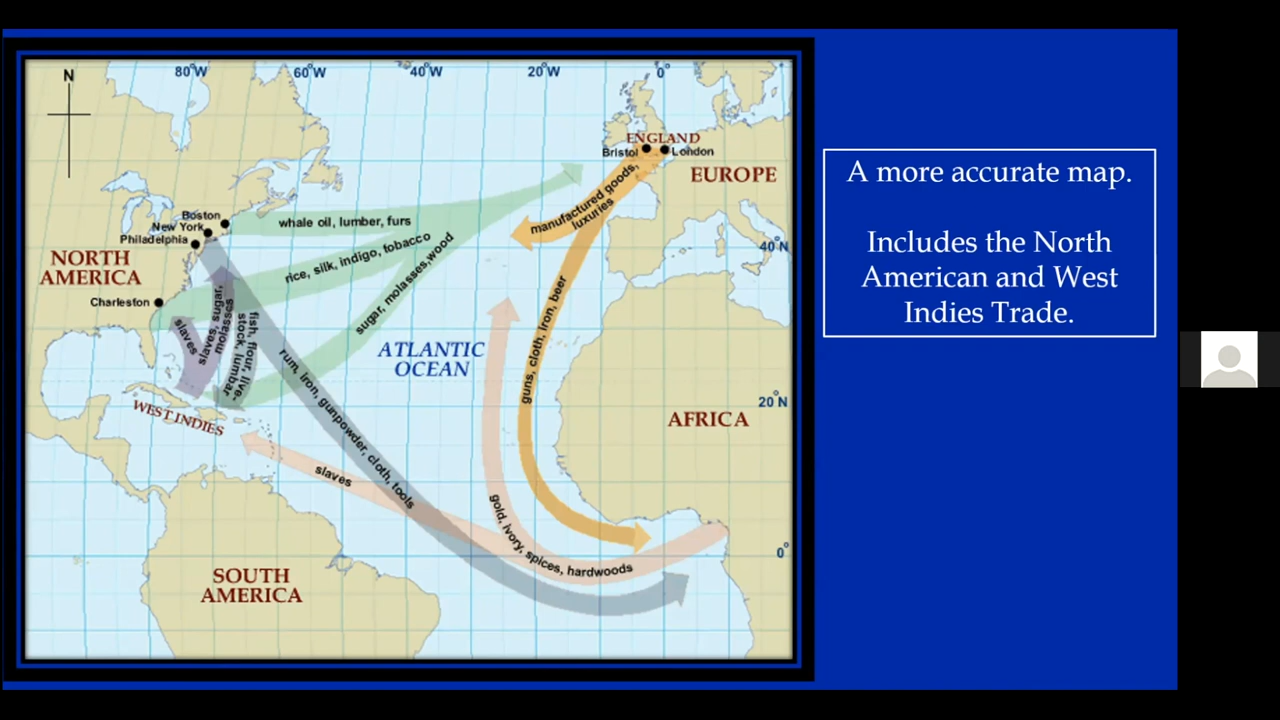 N
80°W
60°W
40°W
20°W
0°
ENGLAND
Bristol
London
EUROPE
manufactured goods,
luxuries
Boston
New York
Philadelphia
whale oil, lumber, furs
rice, silk, indigo, tobacco
sugar, molasses,wood
40°N
NORTH
AMERICA
Charleston
slaves
slaves, sugar,
molasses
fish, flour, live-
stock, lumbar
guns, cloth, iron, beer
ATLANTIC
OCEAN
rum, iron, gunpowder, cloth, tools
WEST INDIES
20°N
AFRICA
slaves
gold, ivory, spices, hardwoods
0°
SOUTH
AMERICA
A more accurate map.
Includes the North
American and West
Indies Trade.